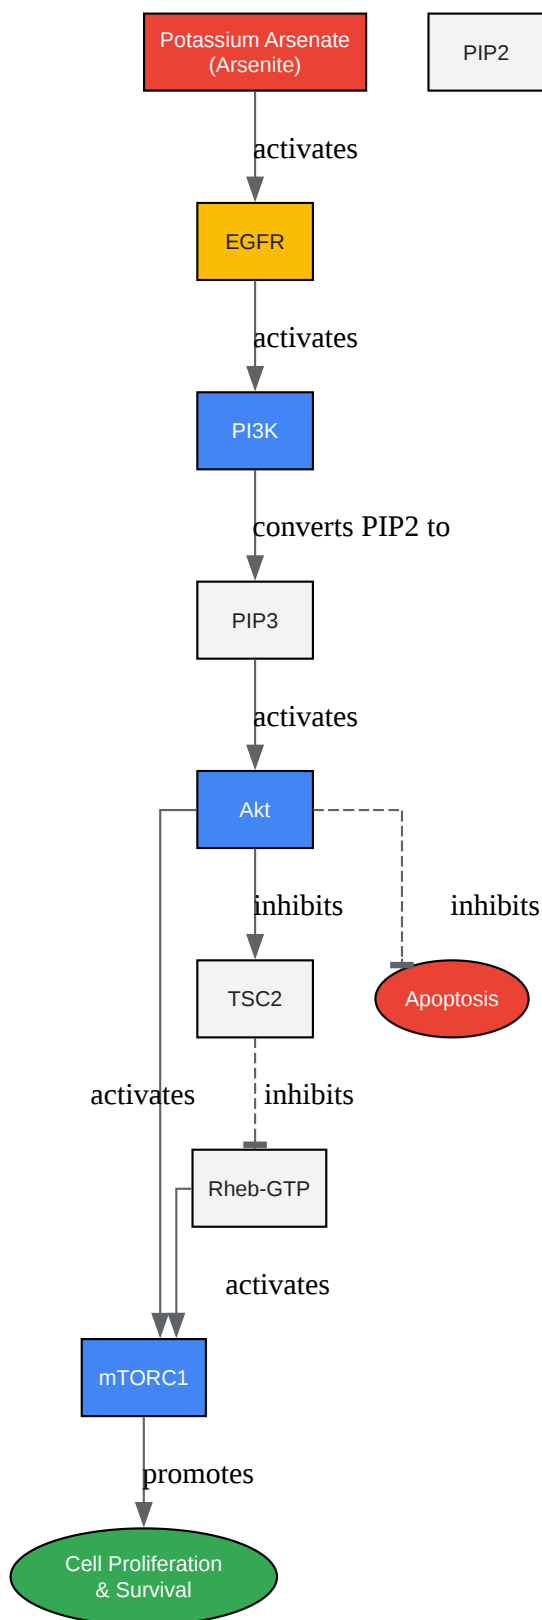 Potassium Arsenate
(Arsenite)
PIP2
activates
EGFR
activates
PI3K
converts PIP2 to
PIP3
activates
Akt
inhibits
inhibits
TSC2
Apoptosis
activates
inhibits
Rheb-GTP
activates
mTORC1
promotes
Cell Proliferation
& Survival